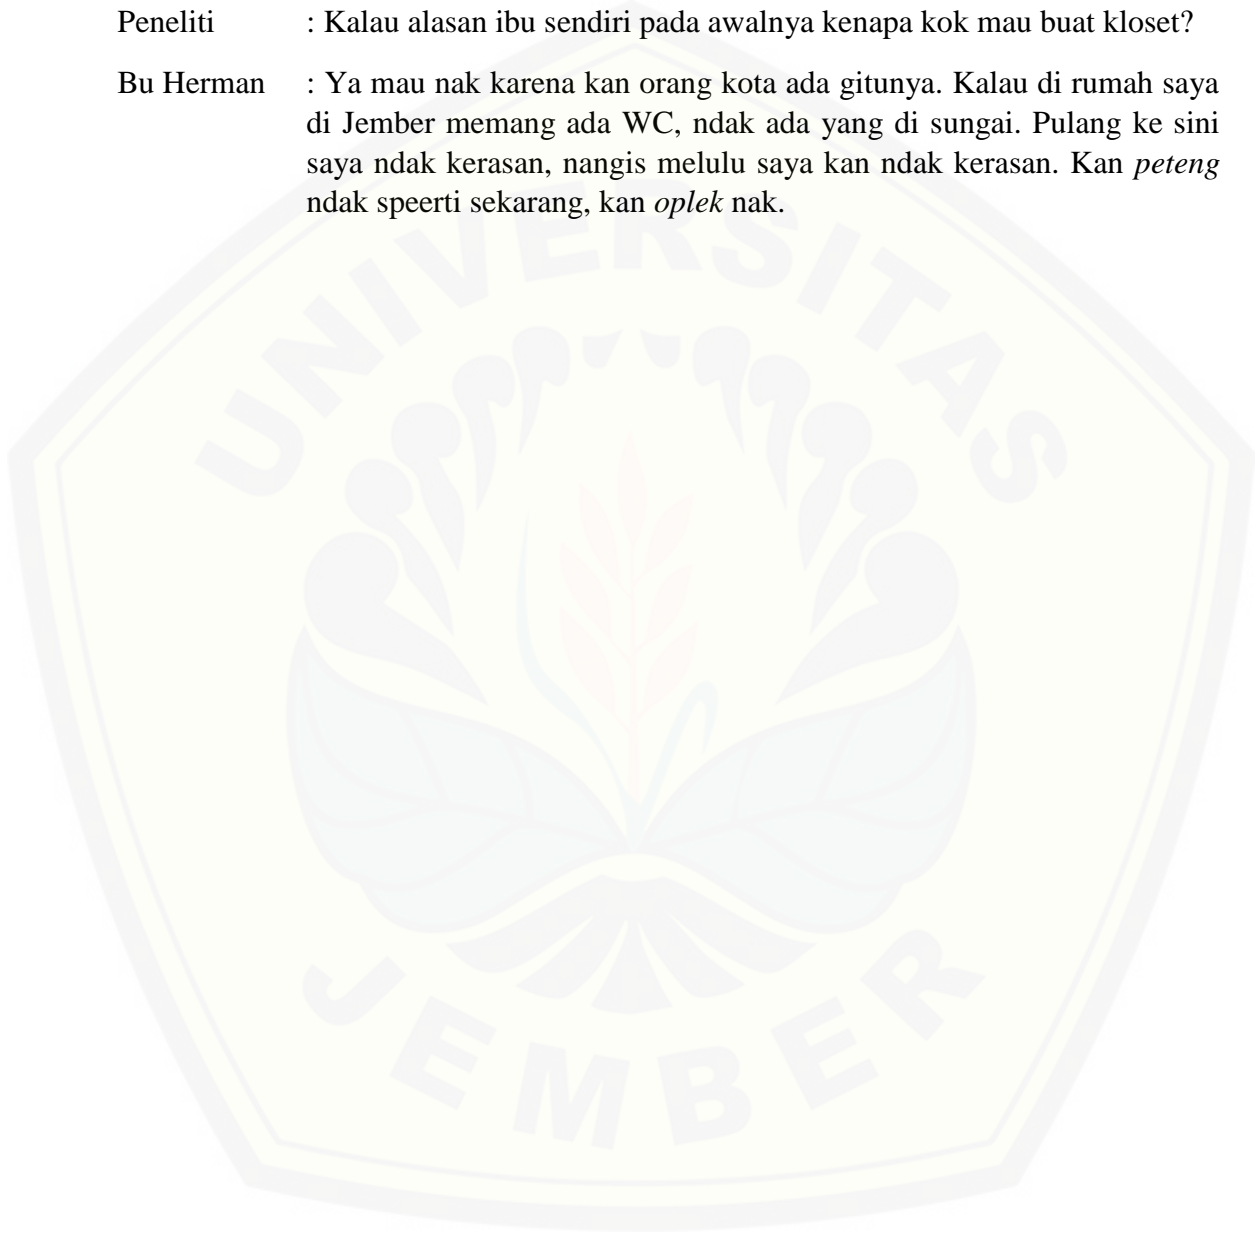 Peneliti : Kalau alasan ibu sendiri pada awalnya kenapa kok mau buat kloset?
Bu Herman : Ya mau nak karena kan orang kota ada gitunya. Kalau di rumah saya
di Jember memang ada WC, ndak ada yang di sungai. Pulang ke sini
saya ndak kerasan, nangis melulu saya kan ndak kerasan. Kan peteng
ndak speerti sekarang, kan oplek nak.
UNIVERSITAS
JEMBER